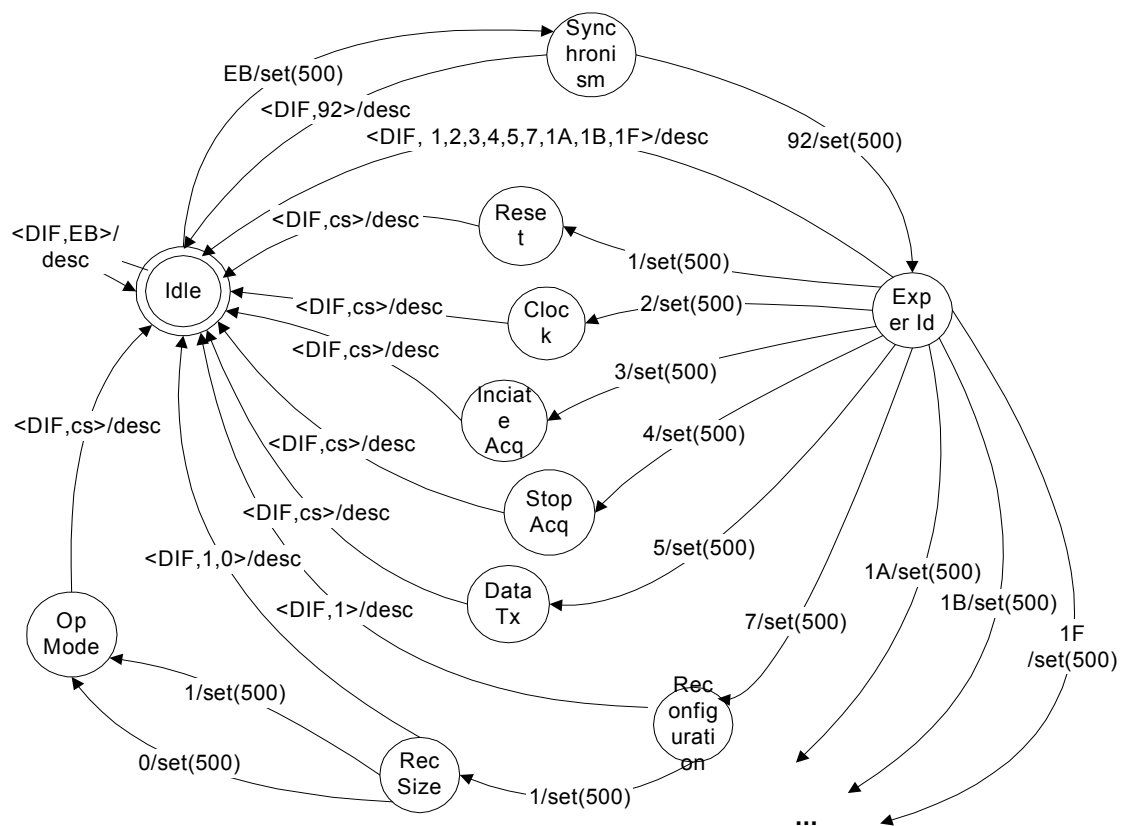 Sync
hroni
sm
EB/set(500)
<DIF,92>/desc
<DIF, 1,2,3,4,5,7,1A,1B,1F>/desc
92/set(500)
Rese
t
<DIF,cs>/desc
<DIF,EB>/
desc
1/set(500)
Idle
Exp
er Id
<DIF,cs>/desc
Cloc
k
2/set(500)
<DIF,cs>/desc
3/set(500)
Inciat
e
Acq
<DIF,cs>/desc
<DIF,cs>/desc
4/set(500)
Stop
Acq
<DIF,cs>/desc
5/set(500)
<DIF,1,0>/desc
1A/set(500)
Data
Tx
<DIF,1>/desc
1B/set(500)
Op
Mode
7/set(500)
1F
/set(500)
1/set(500)
Rec
onfig
urati
on
0/set(500)
Rec
Size
1/set(500)
...